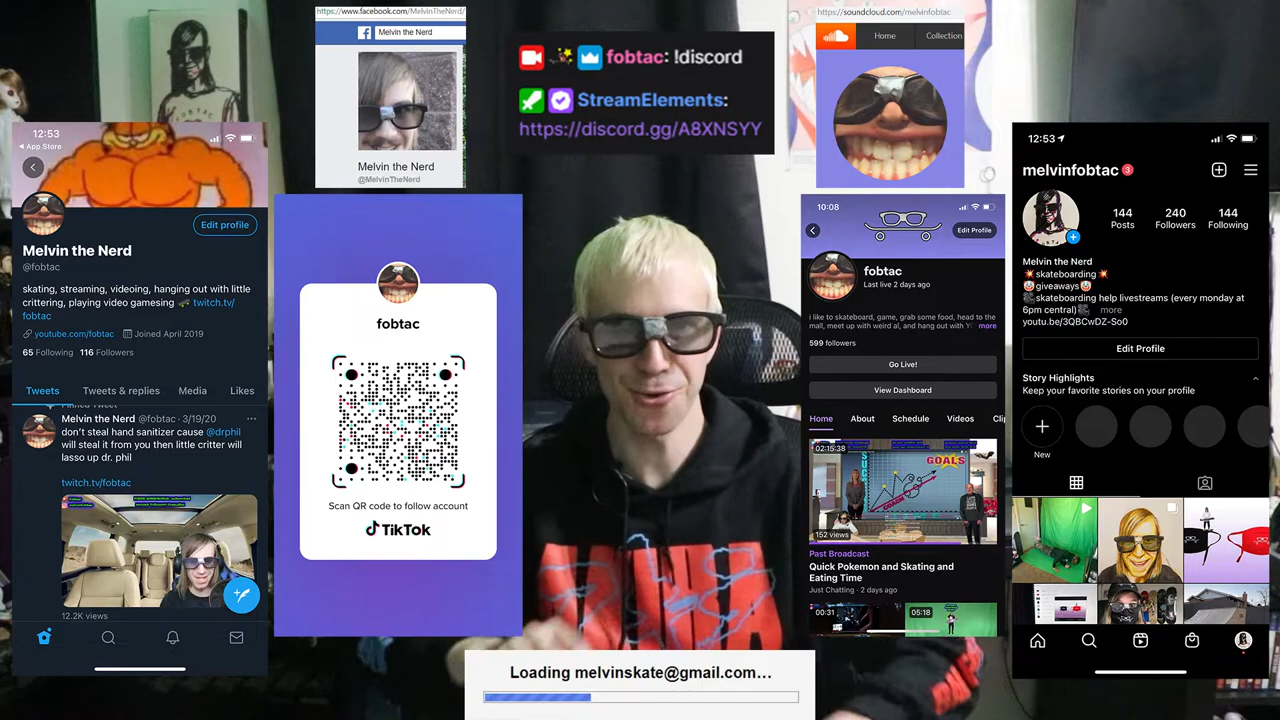 https://www.facebook.com/MelvinTheNerd/
Melvin the Nerd
Melvin the Nerd
@MelvinTheNerd
fobtac: !discord
StreamElements:
https://discord.gg/A8XNSYY
https://soundcloud.com/melvinfobtac
Home
Collection
12:53
App Store
Edit profile
Melvin the Nerd
@fobtac
skating, streaming, videoing, hanging out with little
crittering, playing video gamesing twitch.tv/
fobtac
youtube.com/fobtac Joined April 2019
65 Following 116 Followers
Tweets Tweets & replies Media Likes
Melvin the Nerd @fobtac · 3/19/20
don't steal hand sanitizer cause @drphil
will steal it from you then little critter will
lasso up dr. phil
twitch.tv/fobtac
12.2K views
fobtac
Scan QR code to follow account
TikTok
10:08
Edit Profile
fobtac
Last live 2 days ago
i like to skateboard, game, grab some food, head to the
mall, meet up with weird al, and hang out with more
599 followers
Go Live!
View Dashboard
Home About Schedule Videos Cli
02:15:38
GOALS
152 views
Past Broadcast
Quick Pokemon and Skating and
Eating Time
Just Chatting · 2 days ago
00:31
05:18
12:53
melvinfobtac 3
144 240 144
Posts Followers Following
Melvin the Nerd
skateboarding
giveaways
skateboarding help livestreams (every monday at
6pm central) more
youtu.be/3QBCwDZ-So0
Edit Profile
Story Highlights
Keep your favorite stories on your profile
New
Loading melvinskate@gmail.com...